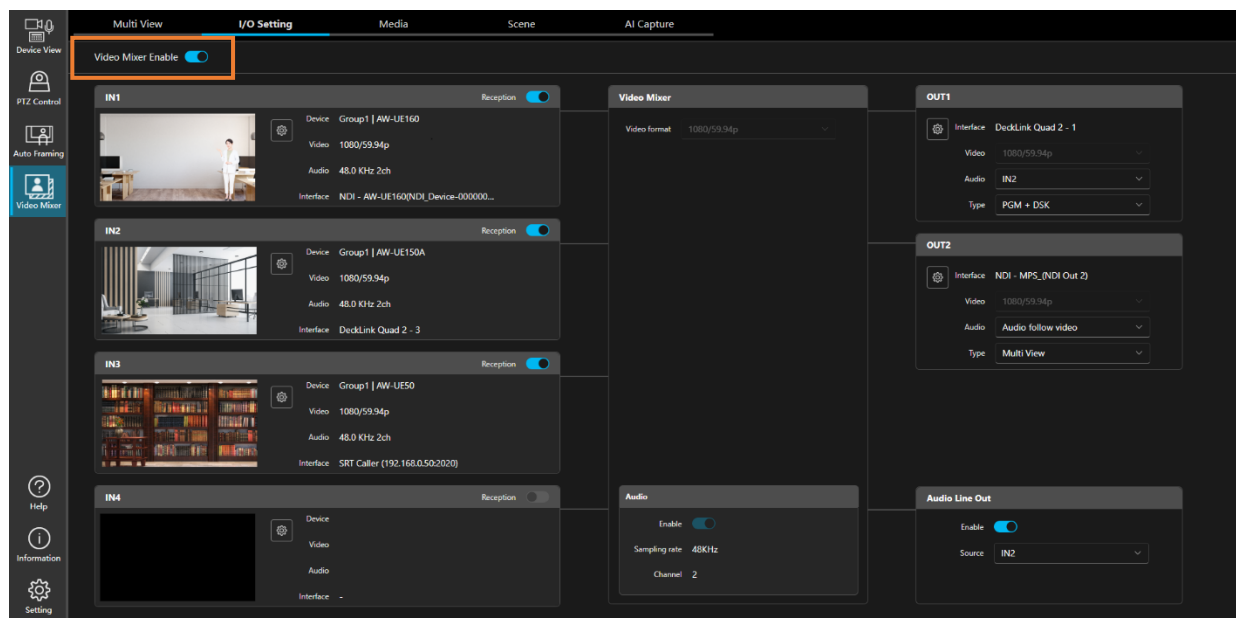 Multi View
I/O Setting
Media
Scene
AI Capture
Device View
PTZ Control
Auto Framing
Video Mixer
Help
Information
Setting
Video Mixer Enable
IN1
Reception
Device Group1 | AW-UE160
Video 1080/59.94p
Audio 48.0 KHz 2ch
Interface NDI - AW-UE160(NDI_Device-000000...
IN2
Reception
Device Group1 | AW-UE150A
Video 1080/59.94p
Audio 48.0 KHz 2ch
Interface DeckLink Quad 2 - 3
IN3
Reception
Device Group1 | AW-UE50
Video 1080/59.94p
Audio 48.0 KHz 2ch
Interface SRT Caller (192.168.0.50:2020)
IN4
Reception
Device
Video
Audio
Interface -
Video Mixer
Video format 1080/59.94p
Audio
Enable
Sampling rate 48KHz
Channel 2
OUT1
Interface DeckLink Quad 2 - 1
Video 1080/59.94p
Audio IN2
Type PGM + DSK
OUT2
Interface NDI - MPS_(NDI Out 2)
Video 1080/59.94p
Audio Audio follow video
Type Multi View
Audio Line Out
Enable
Source IN2